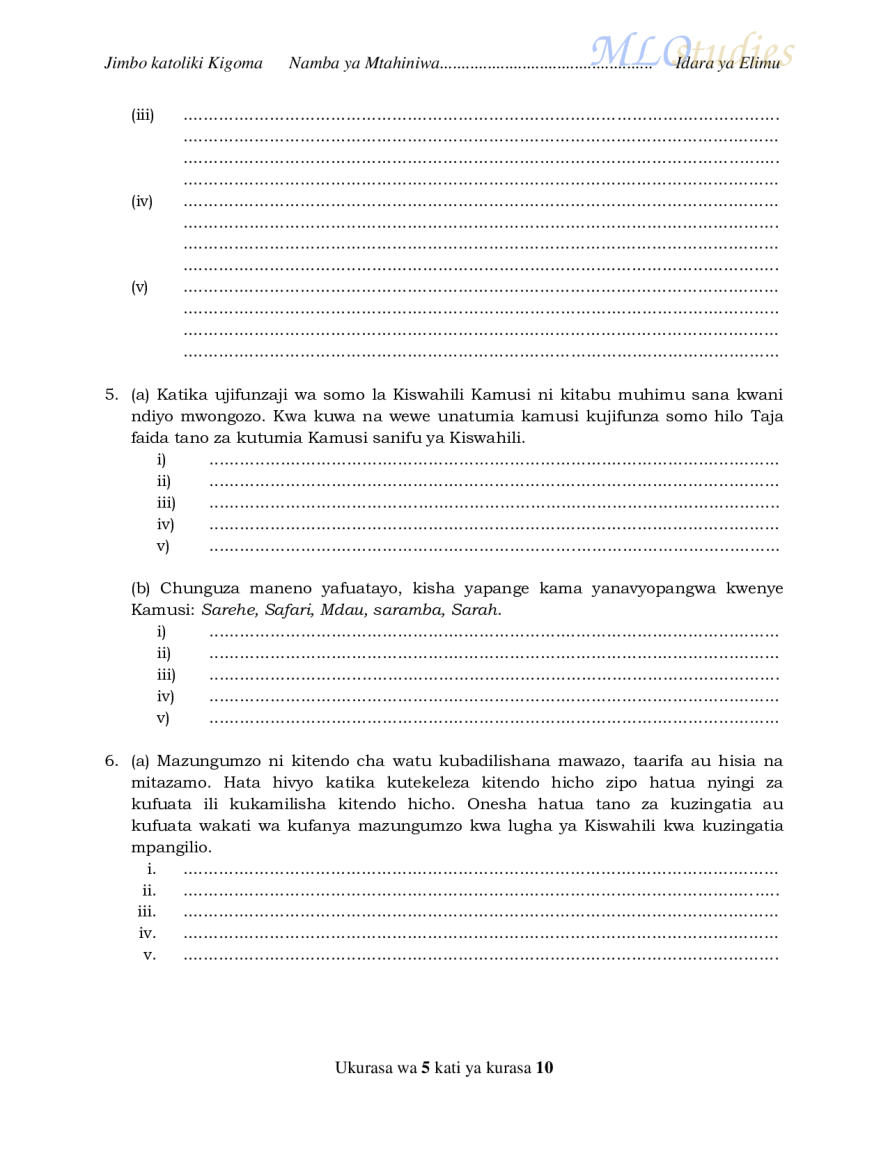 MLOstudies
Jimbo katoliki Kigoma Namba ya Mtahiniwa................................................ Idara ya Elimu
(iii) ........................................................................................................................
........................................................................................................................
........................................................................................................................
........................................................................................................................
(iv) ........................................................................................................................
........................................................................................................................
........................................................................................................................
........................................................................................................................
(v) ........................................................................................................................
........................................................................................................................
........................................................................................................................
........................................................................................................................
5. (a) Katika ujifunzaji wa somo la Kiswahili Kamusi ni kitabu muhimu sana kwani
ndiyo mwongozo. Kwa kuwa na wewe unatumia kamusi kujifunza somo hilo Taja
faida tano za kutumia Kamusi sanifu ya Kiswahili.
i) ...................................................................................................................
ii) ...................................................................................................................
iii) ...................................................................................................................
iv) ...................................................................................................................
v) ...................................................................................................................
(b) Chunguza maneno yafuatayo, kisha yapange kama yanavyopangwa kwenye
Kamusi: Sarehe, Safari, Mdau, saramba, Sarah.
i) ...................................................................................................................
ii) ...................................................................................................................
iii) ...................................................................................................................
iv) ...................................................................................................................
v) ...................................................................................................................
6. (a) Mazungumzo ni kitendo cha watu kubadilishana mawazo, taarifa au hisia na
mitazamo. Hata hivyo katika kutekeleza kitendo hicho zipo hatua nyingi za
kufuata ili kukamilisha kitendo hicho. Onesha hatua tano za kuzingatia au
kufuata wakati wa kufanya mazungumzo kwa lugha ya Kiswahili kwa kuzingatia
mpangilio.
i. ........................................................................................................................
ii. ........................................................................................................................
iii. ........................................................................................................................
iv. ........................................................................................................................
v. ........................................................................................................................
Ukurasa wa 5 kati ya kurasa 10